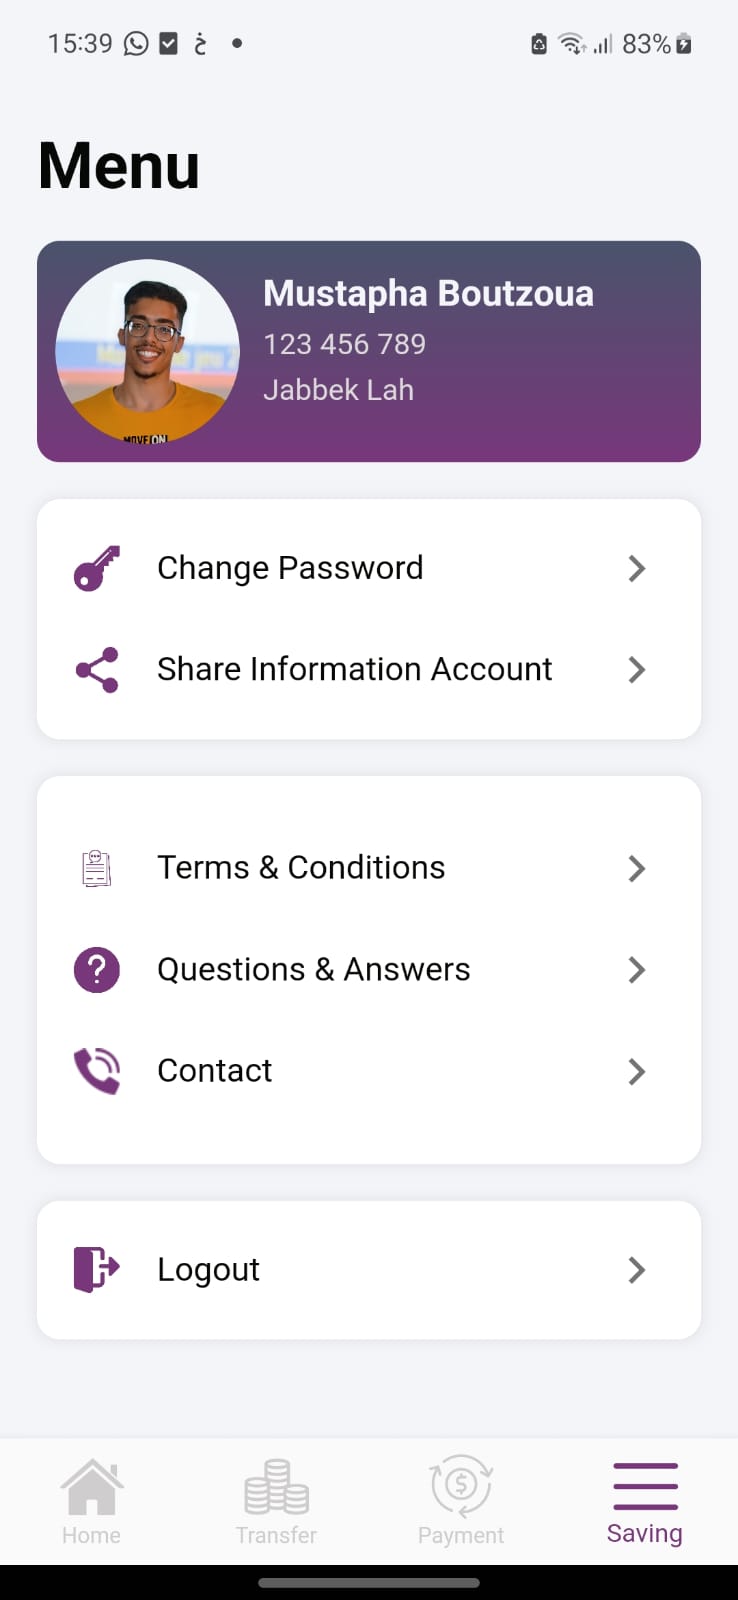 15:39 خ 83%
Menu
Mustapha Boutzoua
123 456 789
Jabbek Lah
MOVE ON
Change Password
Share Information Account
Terms & Conditions
Questions & Answers
Contact
Logout
Home Transfer Payment Saving